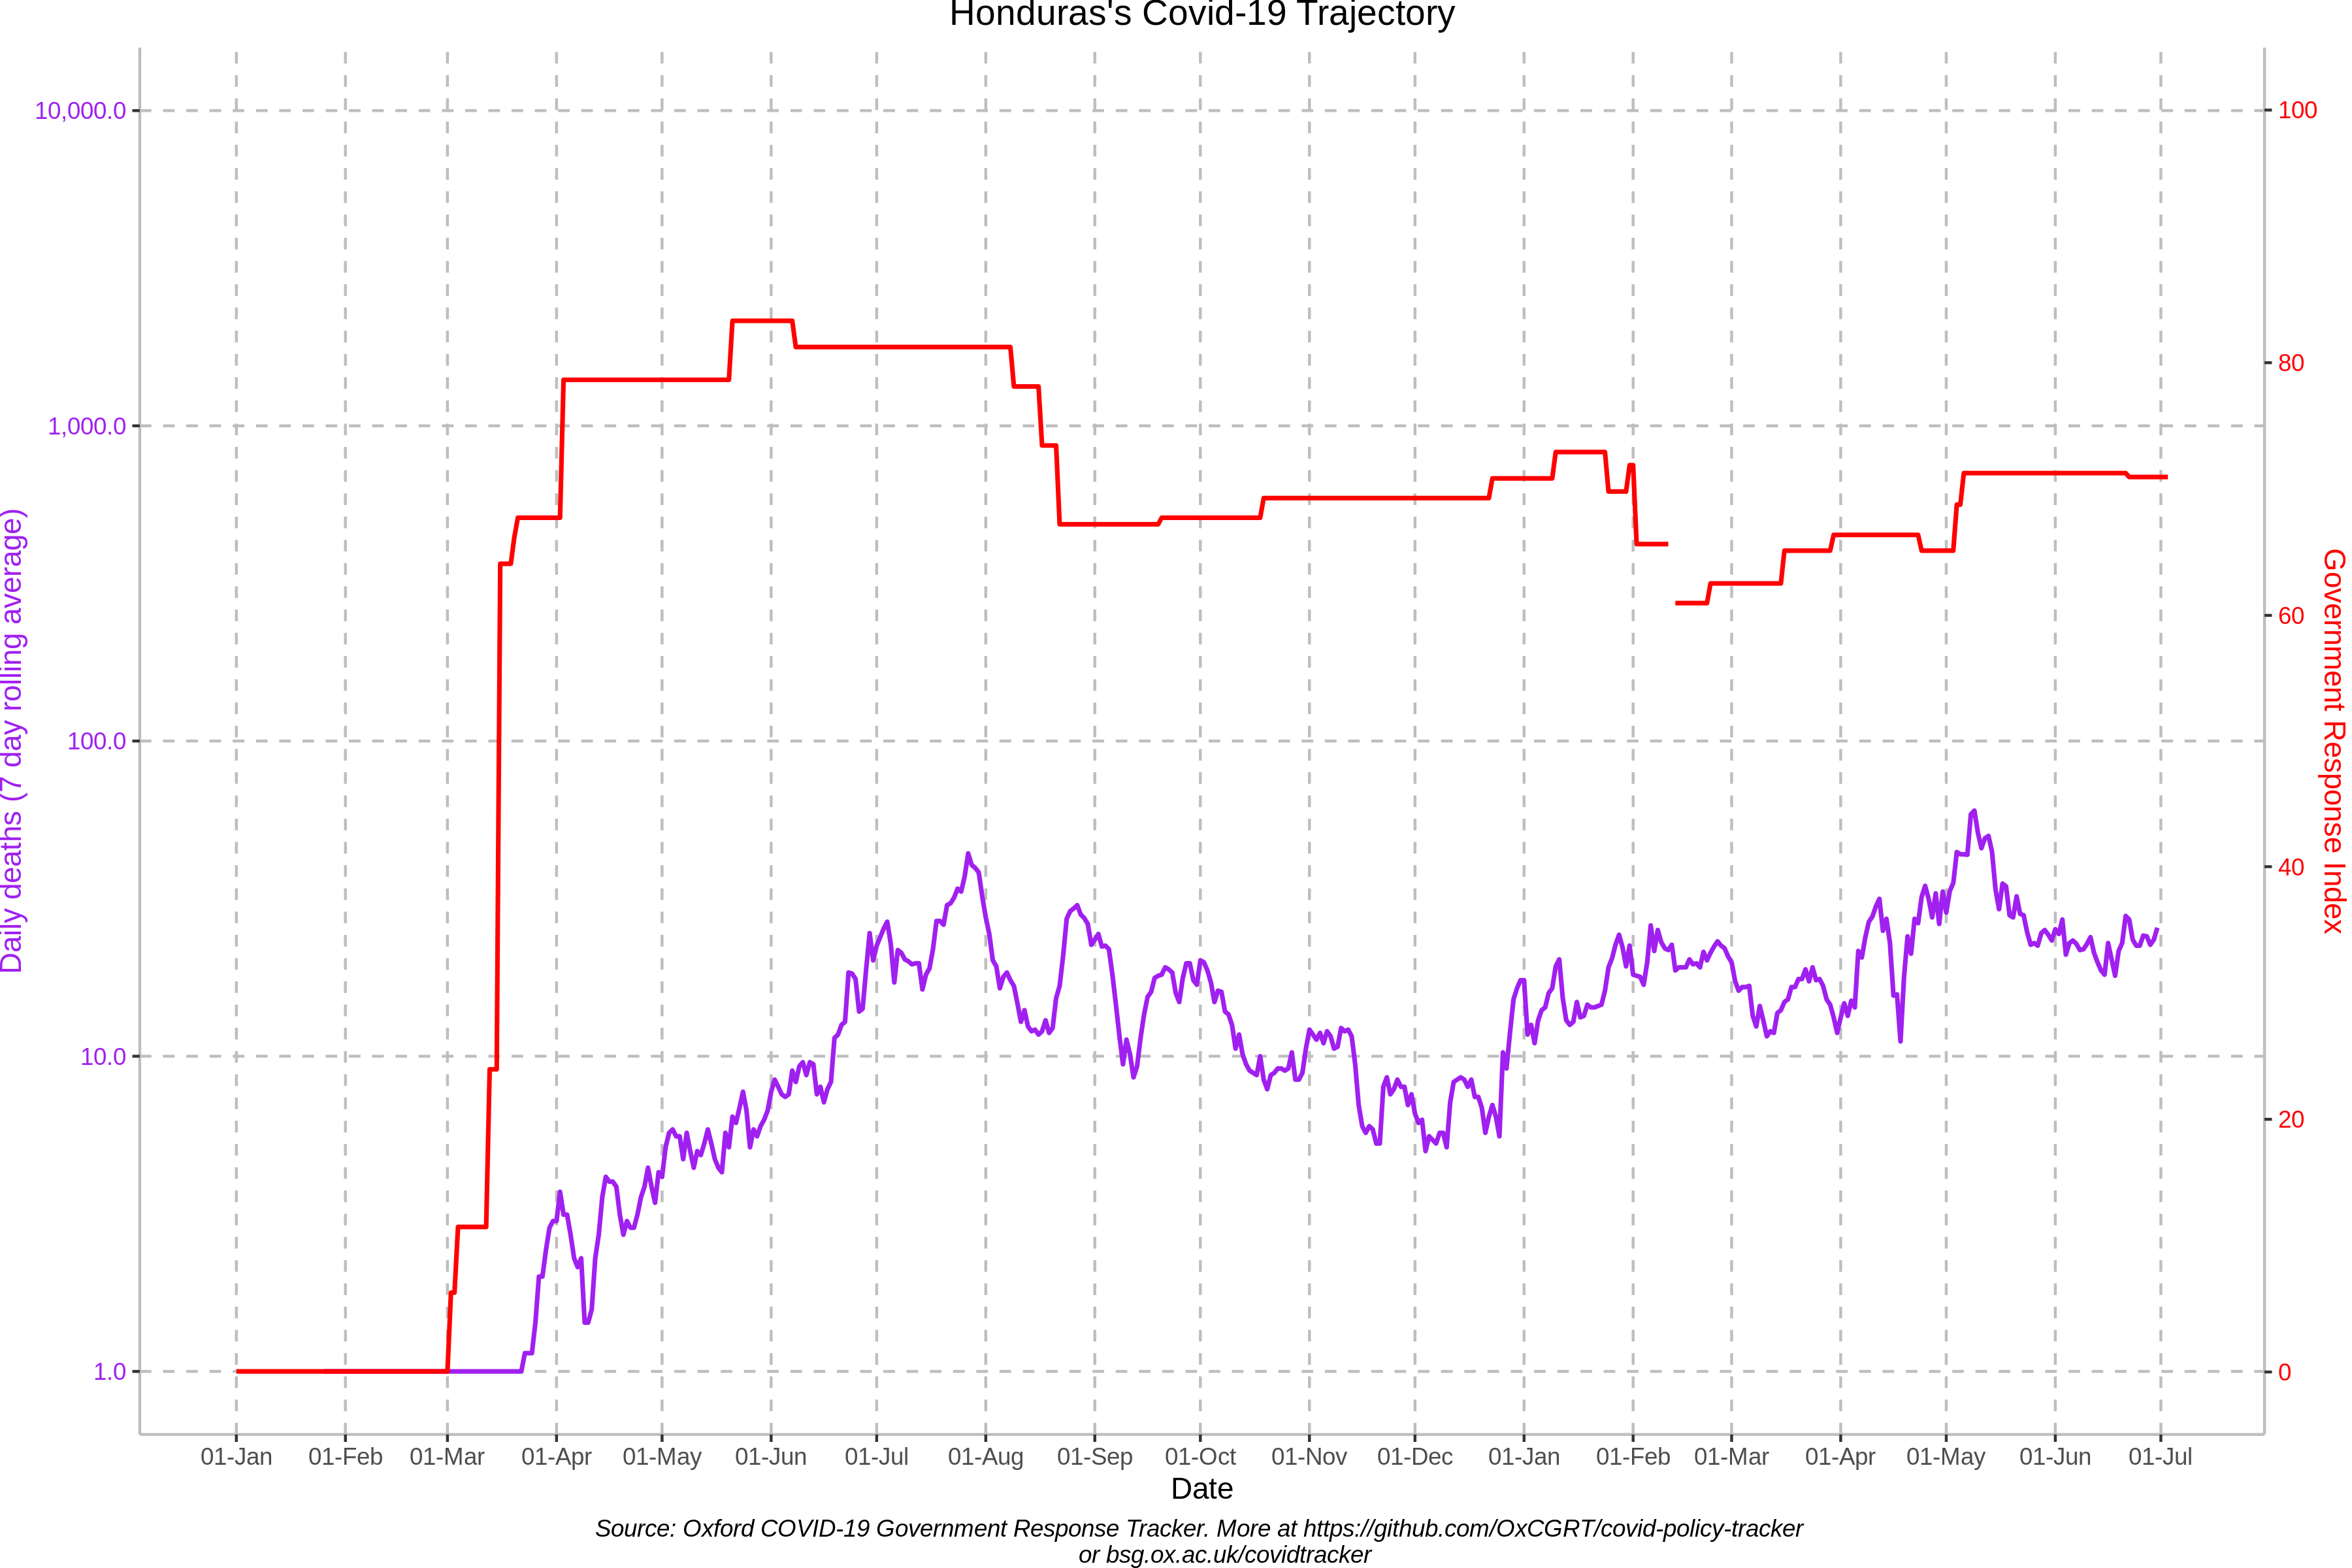 Honduras's Covid-19 Trajectory
10,000.0
1,000.0
100.0
10.0
1.0
Daily deaths (7 day rolling average)
100
80
60
40
20
0
Government Response Index
01-Jan 01-Feb 01-Mar 01-Apr 01-May 01-Jun 01-Jul 01-Aug 01-Sep 01-Oct 01-Nov 01-Dec 01-Jan 01-Feb 01-Mar 01-Apr 01-May 01-Jun 01-Jul
Date
Source: Oxford COVID-19 Government Response Tracker. More at https://github.com/OxCGRT/covid-policy-tracker
or bsg.ox.ac.uk/covidtracker